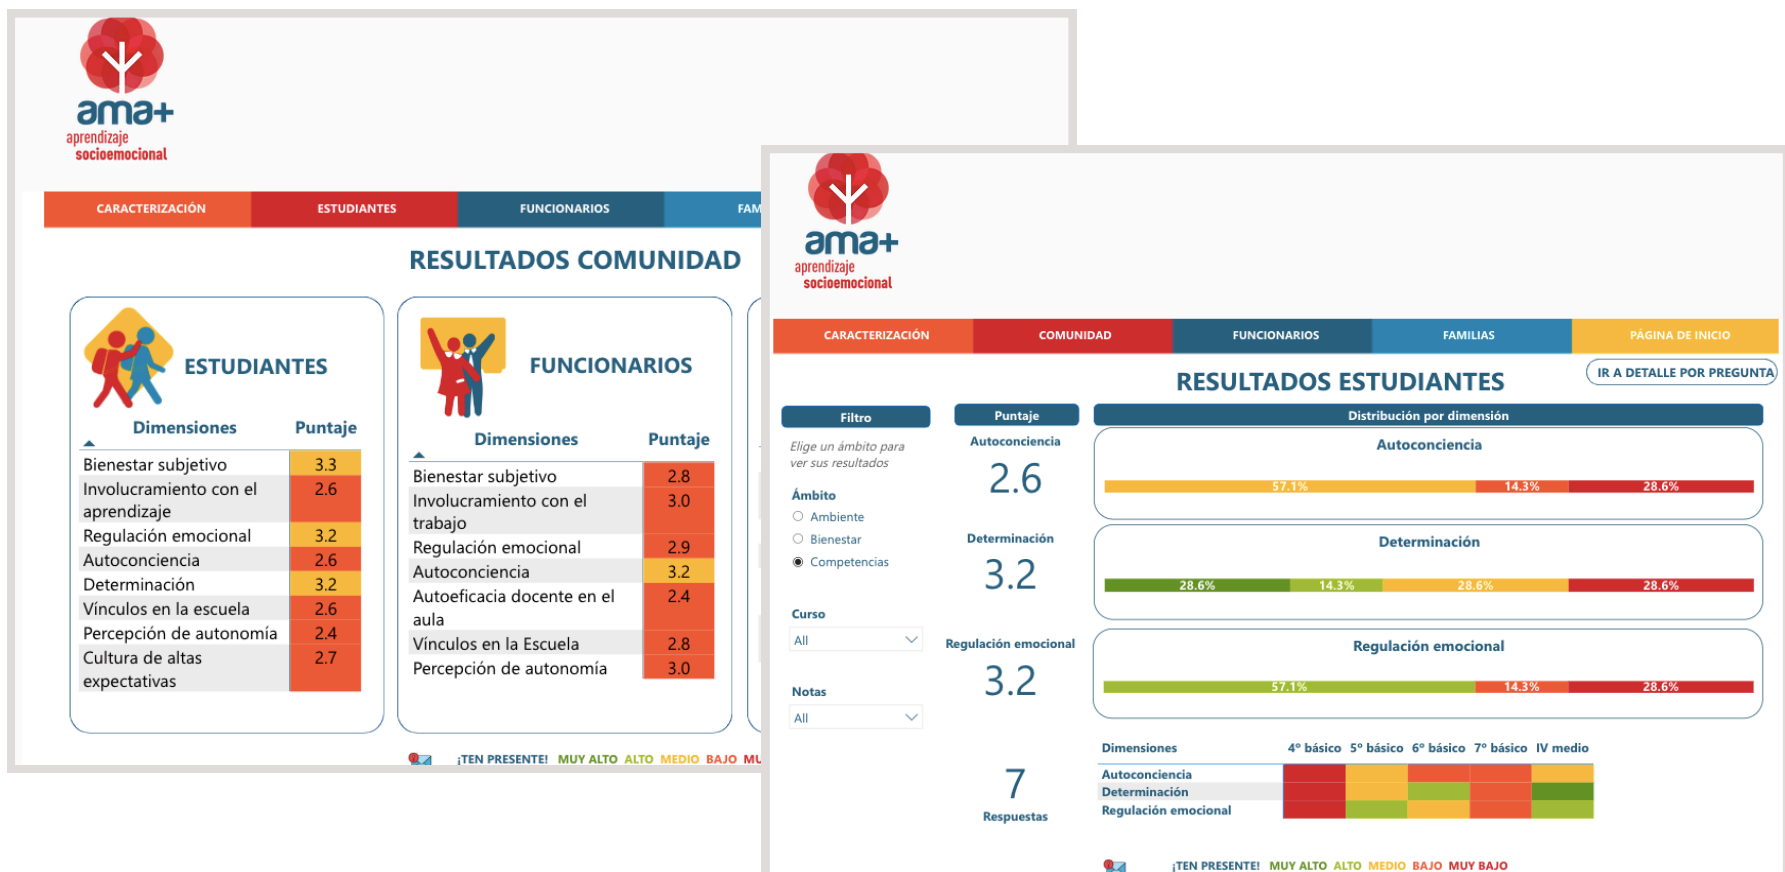 ama+
aprendizaje
socioemocional
CARACTERIZACIÓN ESTUDIANTES FUNCIONARIOS FAM
RESULTADOS COMUNIDAD
ESTUDIANTES
Dimensiones Puntaje
Bienestar subjetivo 3.3
Involucramiento con el 2.6
aprendizaje
Regulación emocional 3.2
Autoconciencia 2.6
Determinación 3.2
Vínculos en la escuela 2.6
Percepción de autonomía 2.4
Cultura de altas 2.7
expectativas
FUNCIONARIOS
Dimensiones Puntaje
Bienestar subjetivo 2.8
Involucramiento con el 3.0
trabajo
Regulación emocional 2.9
Autoconciencia 3.2
Autoeficacia docente en el 2.4
aula
Vínculos en la Escuela 2.8
Percepción de autonomía 3.0
¡TEN PRESENTE! MUY ALTO ALTO MEDIO BAJO MU
ama+
aprendizaje
socioemocional
CARACTERIZACIÓN COMUNIDAD FUNCIONARIOS FAMILIAS PÁGINA DE INICIO
RESULTADOS ESTUDIANTES
IR A DETALLE POR PREGUNTA
Filtro
Elige un ámbito para
ver sus resultados
Ámbito
Ambiente
Bienestar
Competencias
Curso
All
Notas
All
Puntaje
Autoconciencia
2.6
Determinación
3.2
Regulación emocional
3.2
7
Respuestas
Distribución por dimensión
Autoconciencia
57.1% 14.3% 28.6%
Determinación
28.6% 14.3% 28.6% 28.6%
Regulación emocional
57.1% 14.3% 28.6%
Dimensiones 4º básico 5º básico 6º básico 7º básico IV medio
Autoconciencia
Determinación
Regulación emocional
¡TEN PRESENTE! MUY ALTO ALTO MEDIO BAJO MUY BAJO